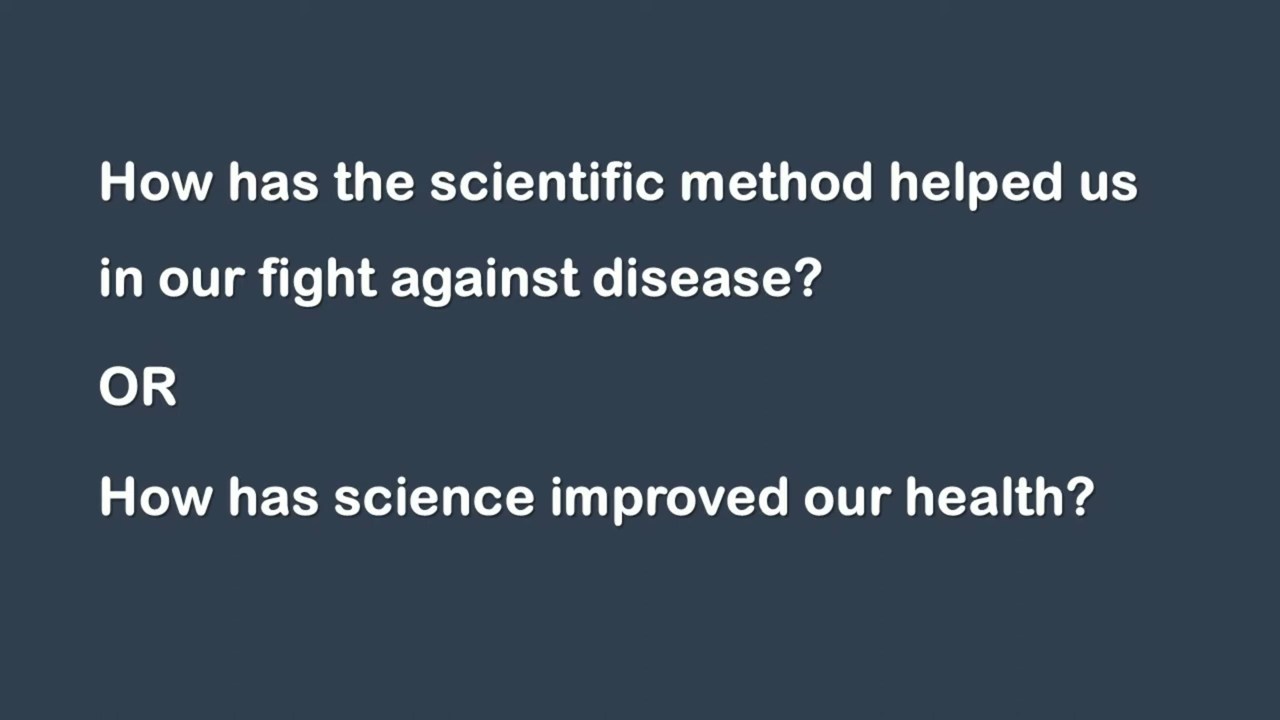 How has the scientific method helped us
in our fight against disease?
OR
How has science improved our health?